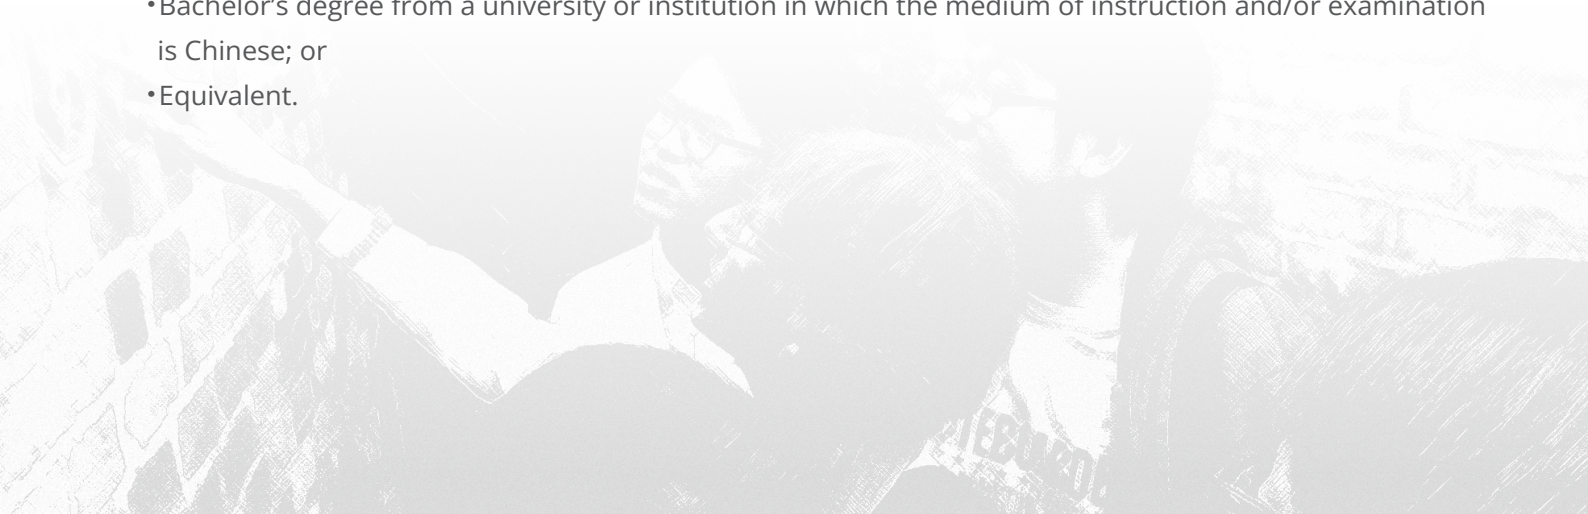 •Bachelor's degree from a university or institution in which the medium of instruction and/or examination
is Chinese; or
•Equivalent.